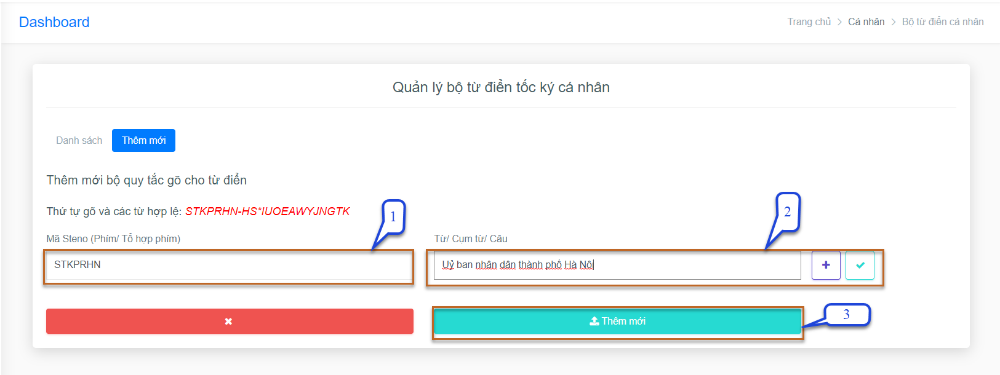 Dashboard
Trang chủ > Cá nhân > Bộ từ điển cá nhân
Quản lý bộ từ điển tốc ký cá nhân
Danh sách
Thêm mới
Thêm mới bộ quy tắc gõ cho từ điển
Thứ tự gõ và các từ hợp lệ: STKPRHN-HS*IUOEAWYJNGTK
1
2
Mã Steno (Phím/ Tổ hợp phím)
Từ/ Cụm từ/ Câu
STKPRHN
Uỷ ban nhân dân thành phố Hà Nội
Thêm mới
3